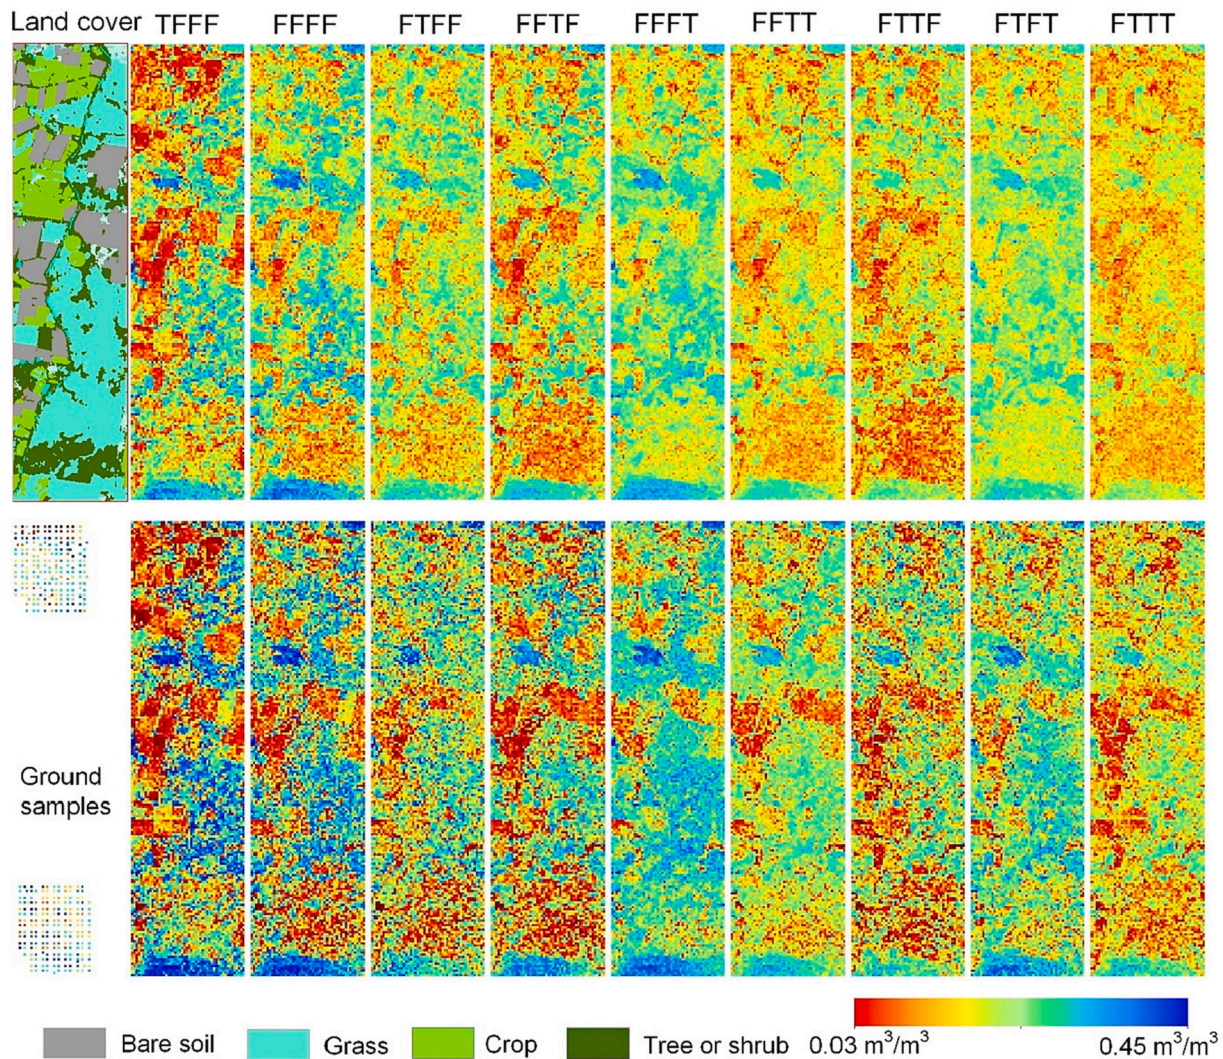 Land cover TFFF FFFF FTFF FFTF FFFT FFTT FTTF FTFT FTTT
Ground
samples
Bare soil Grass Crop Tree or shrub 0.03 m³/m³ 0.45 m³/m³